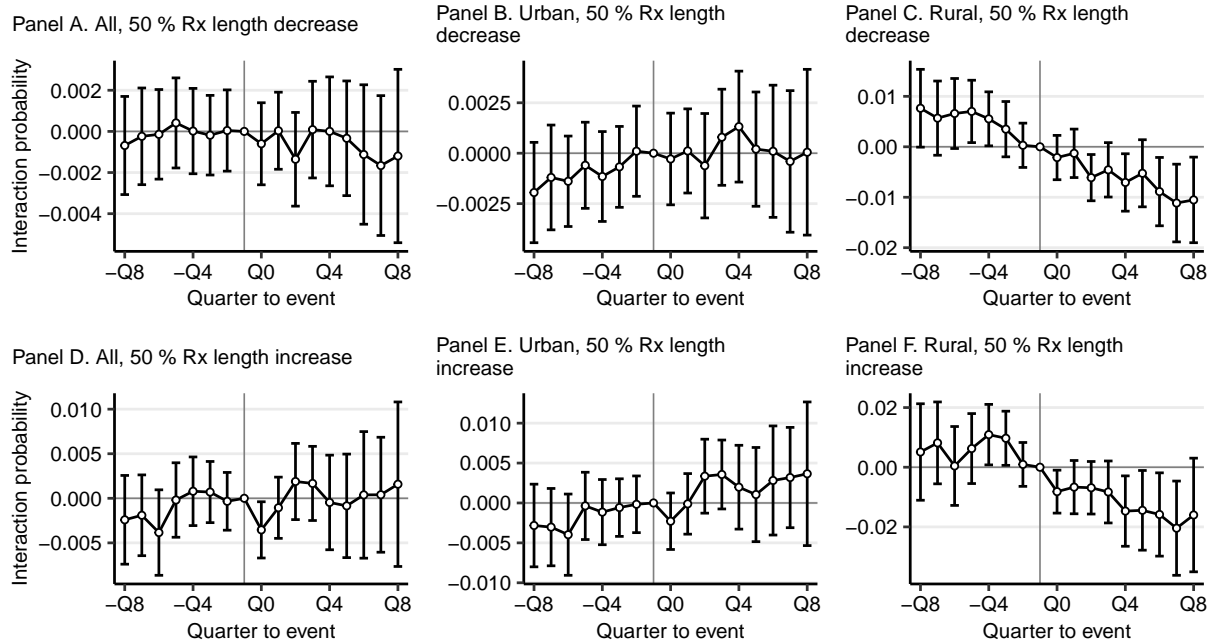 Panel A. All, 50 % Rx length decrease
Interaction probability
0.002
0.000
−0.002
−0.004
−Q8
−Q4
Q0
Q4
Q8
Quarter to event
Panel B. Urban, 50 % Rx length
decrease
0.0025
0.0000
−0.0025
−Q8
−Q4
Q0
Q4
Q8
Quarter to event
Panel C. Rural, 50 % Rx length
decrease
0.01
0.00
−0.01
−0.02
−Q8
−Q4
Q0
Q4
Q8
Quarter to event
Panel D. All, 50 % Rx length increase
Interaction probability
0.010
0.005
0.000
−0.005
−Q8
−Q4
Q0
Q4
Q8
Quarter to event
Panel E. Urban, 50 % Rx length
increase
0.010
0.005
0.000
−0.005
−0.010
−Q8
−Q4
Q0
Q4
Q8
Quarter to event
Panel F. Rural, 50 % Rx length
increase
0.02
0.00
−0.02
−Q8
−Q4
Q0
Q4
Q8
Quarter to event